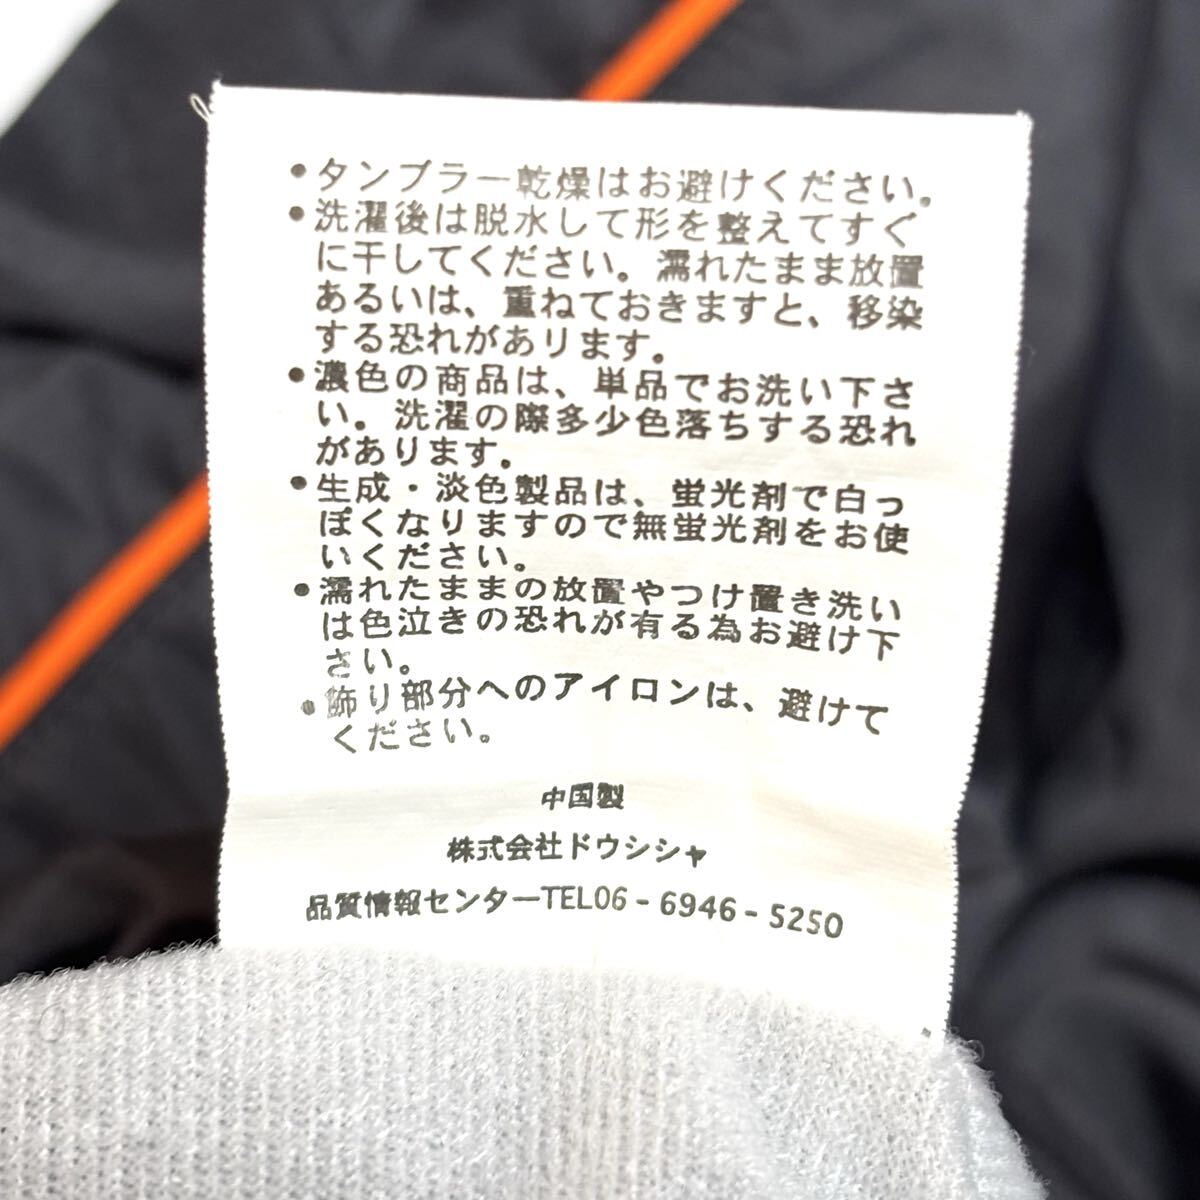 •タンブラー乾燥はお避けください。
•洗濯後は脱水して形を整えてすぐ
に干してください。濡れたまま放置
あるいは、重ねておきますと、移染
する恐れがあります。
•濃色の商品は、単品でお洗い下さ
い。洗濯の際多少色落ちする恐れ
があります。
•生成・淡色製品は、蛍光剤で白っ
ぽくなりますので無蛍光剤をお使
いください。
•濡れたままの放置やつけ置き洗い
は色泣きの恐れが有る為お避け下
さい。
•飾り部分へのアイロンは、避けて
ください。
中国製
株式会社ドウシシャ
品質情報センターTEL06-6946-5250